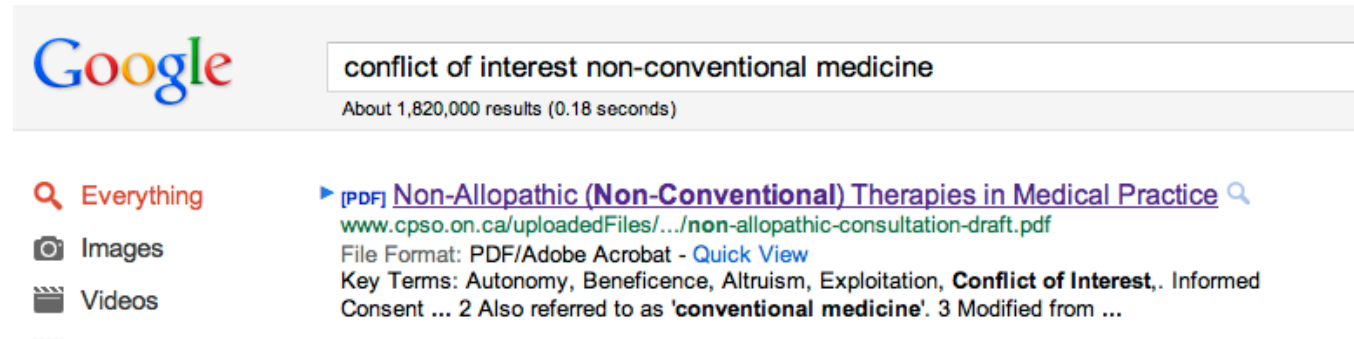 Google
conflict of interest non-conventional medicine
About 1,820,000 results (0.18 seconds)
Everything
Images
Videos
[PDF] Non-Allopathic (Non-Conventional) Therapies in Medical Practice
www.cpso.on.ca/uploadedFiles/.../non-allopathic-consultation-draft.pdf
File Format: PDF/Adobe Acrobat - Quick View
Key Terms: Autonomy, Beneficence, Altruism, Exploitation, Conflict of Interest,. Informed
Consent ... 2 Also referred to as 'conventional medicine'. 3 Modified from ...